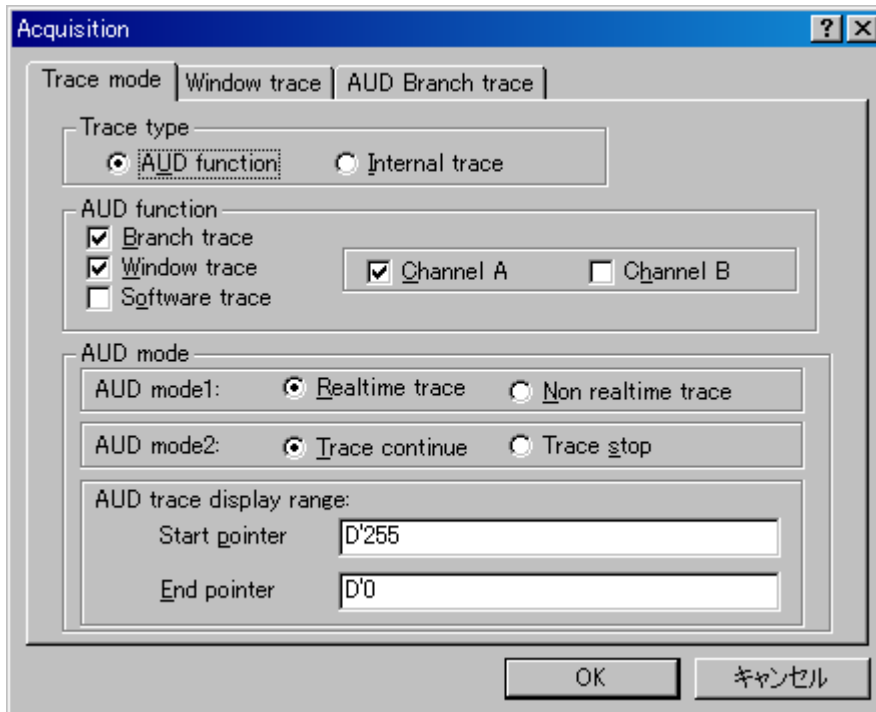 Acquisition
Trace mode Window trace AUD Branch trace
Trace type
AUD function Internal trace
AUD function
Branch trace
Window trace Channel A Channel B
Software trace
AUD mode
AUD mode1: Realtime trace Non realtime trace
AUD mode2: Trace continue Trace stop
AUD trace display range:
Start pointer D'255
End pointer D'0
OK キャンセル